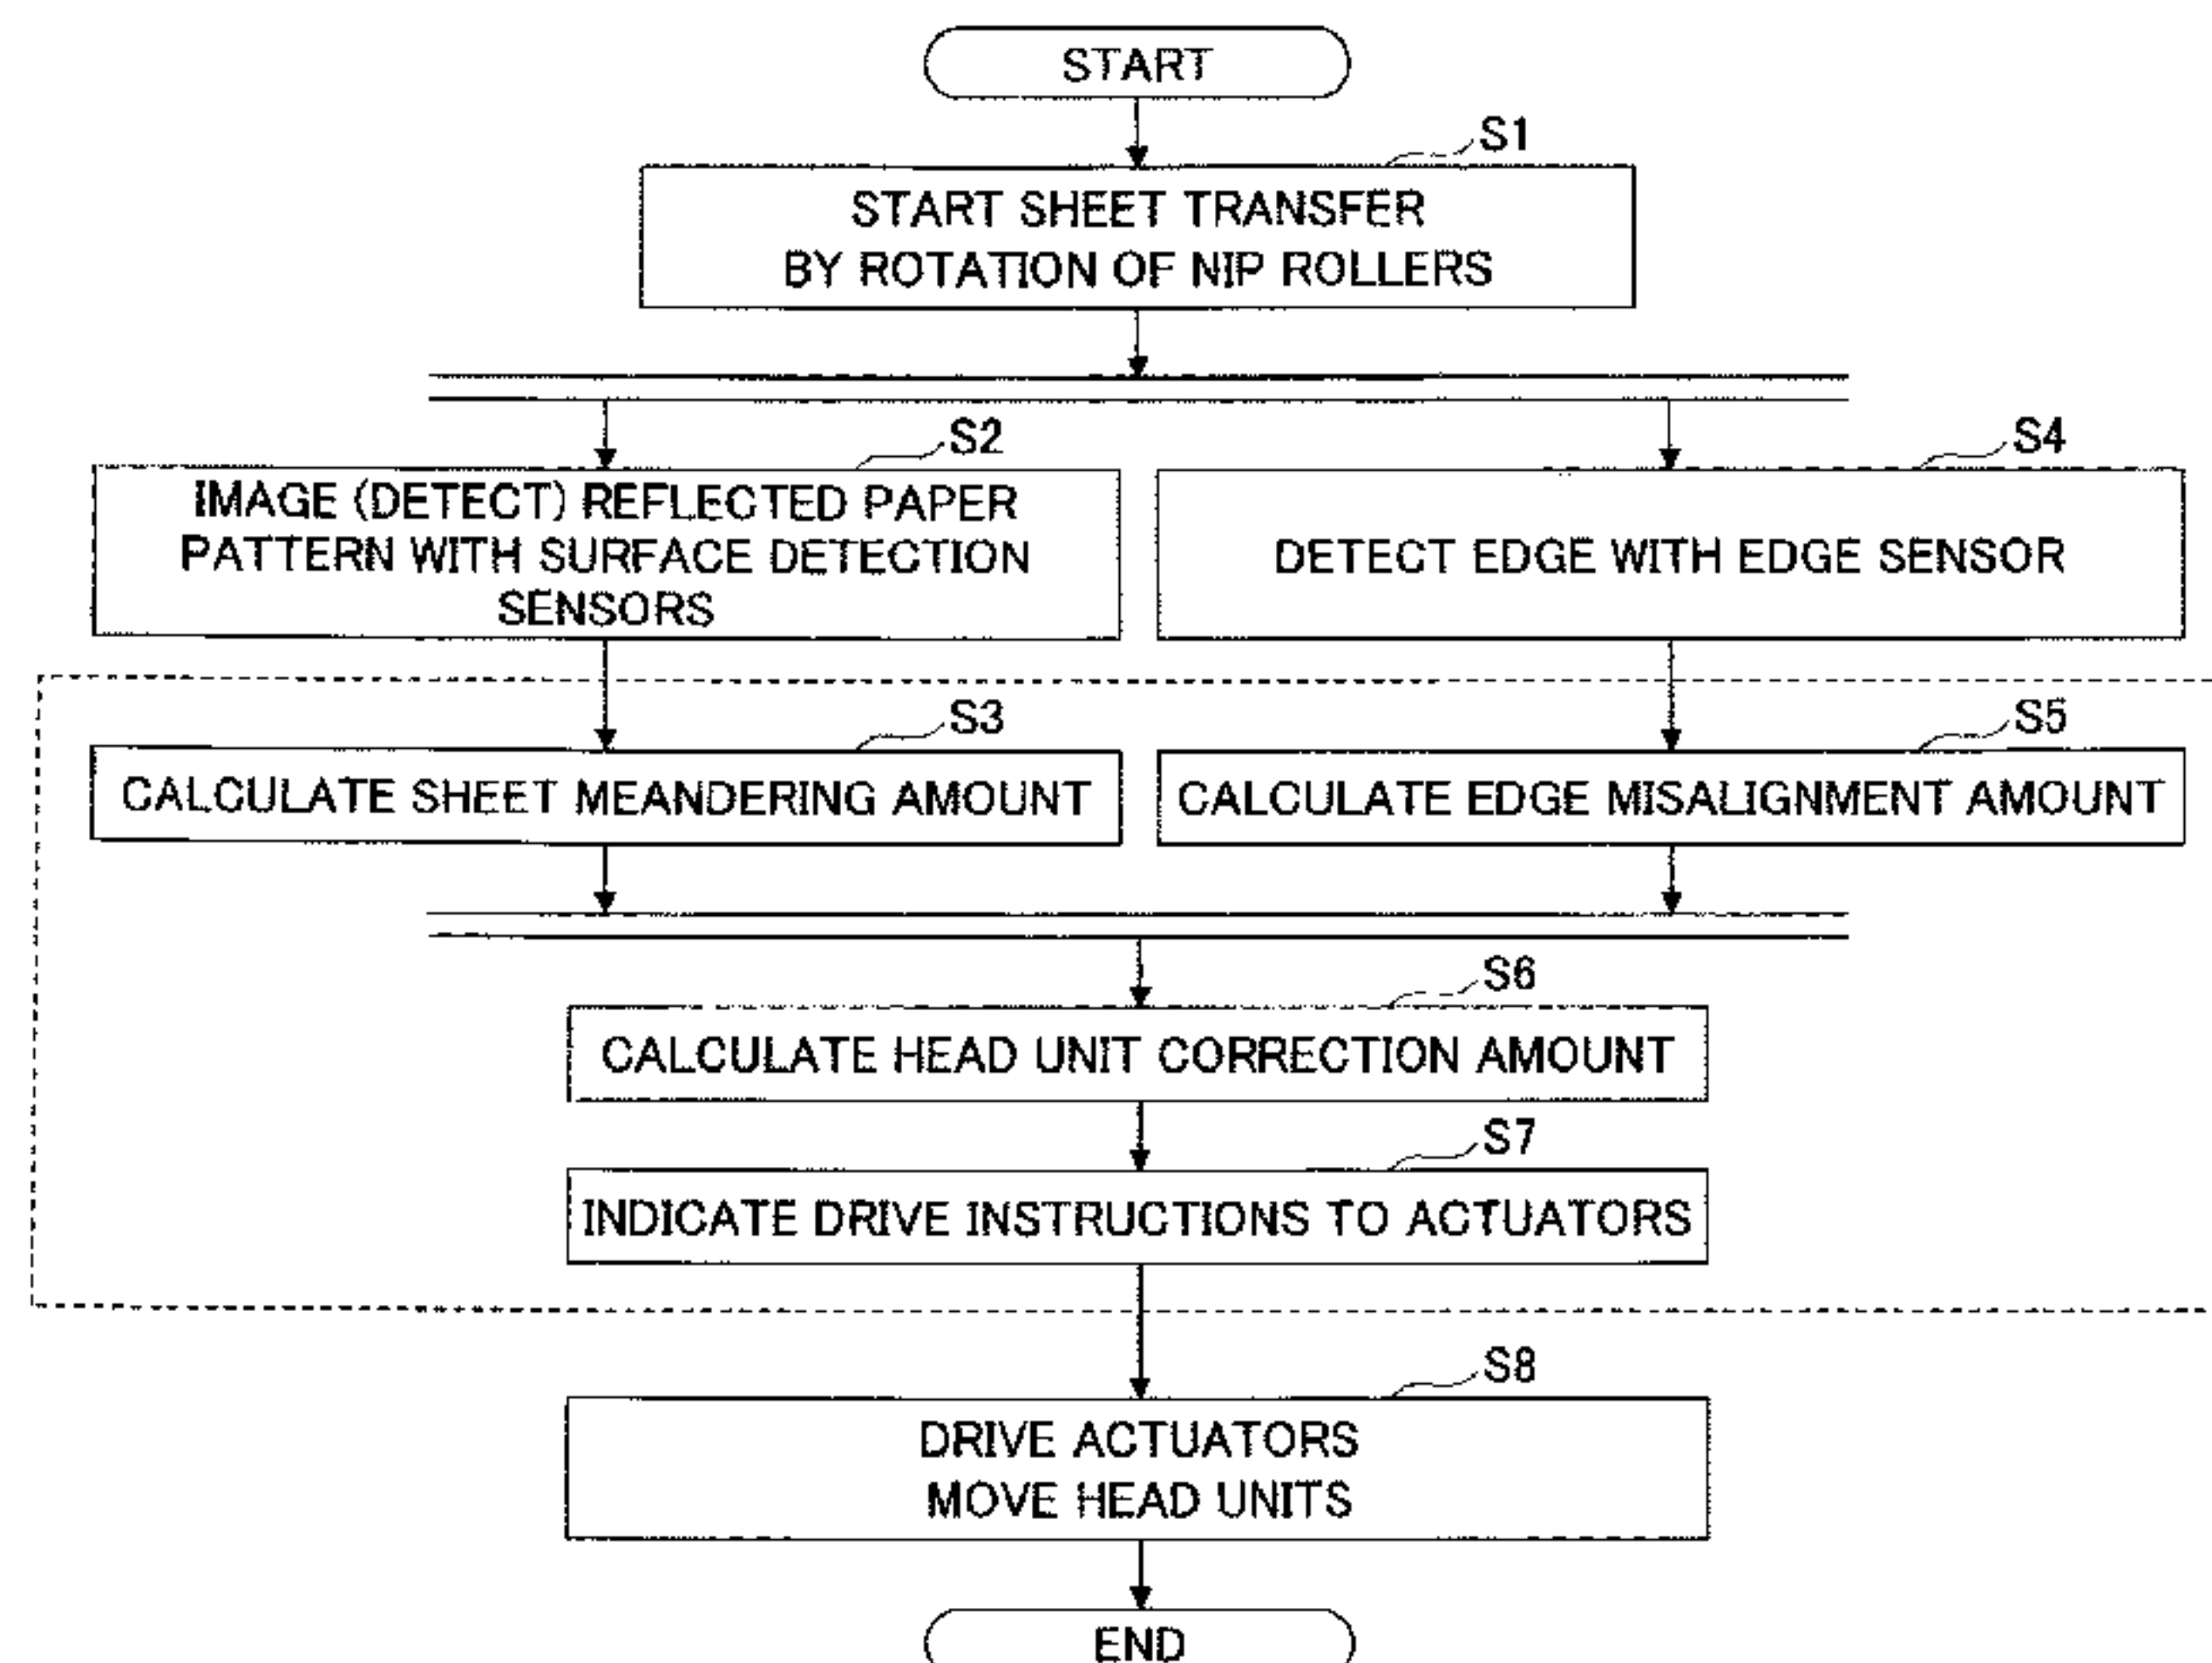 START
S1
START SHEET TRANSFER
BY ROTATION OF NIP ROLLERS
S2
IMAGE (DETECT) REFLECTED PAPER
PATTERN WITH SURFACE DETECTION
SENSORS
S4
DETECT EDGE WITH EDGE SENSOR
S3
CALCULATE SHEET MEANDERING AMOUNT
S5
CALCULATE EDGE MISALIGNMENT AMOUNT
S6
CALCULATE HEAD UNIT CORRECTION AMOUNT
S7
INDICATE DRIVE INSTRUCTIONS TO ACTUATORS
S8
DRIVE ACTUATORS
MOVE HEAD UNITS
END